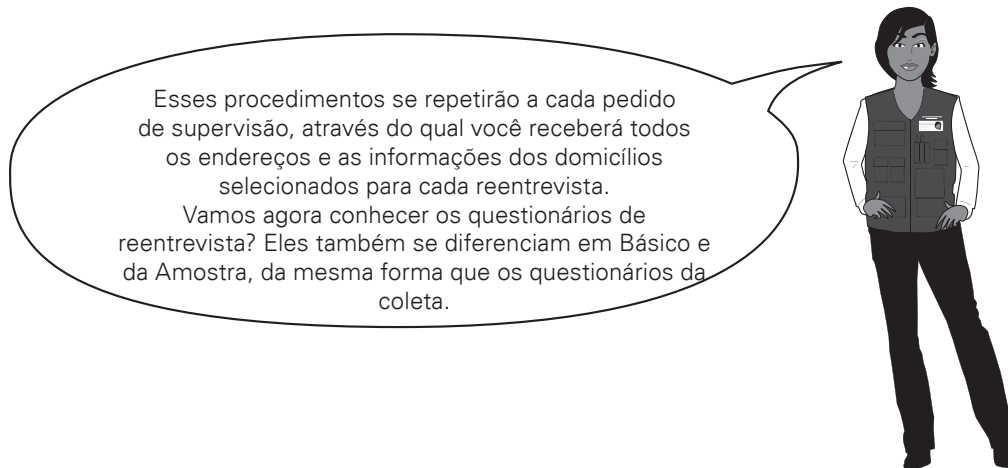 Esses procedimentos se repetirão a cada pedido
de supervisão, através do qual você receberá todos
os endereços e as informações dos domicílios
selecionados para cada reentrevista.
Vamos agora conhecer os questionários de
reentrevista? Eles também se diferenciam em Básico e
da Amostra, da mesma forma que os questionários da
coleta.